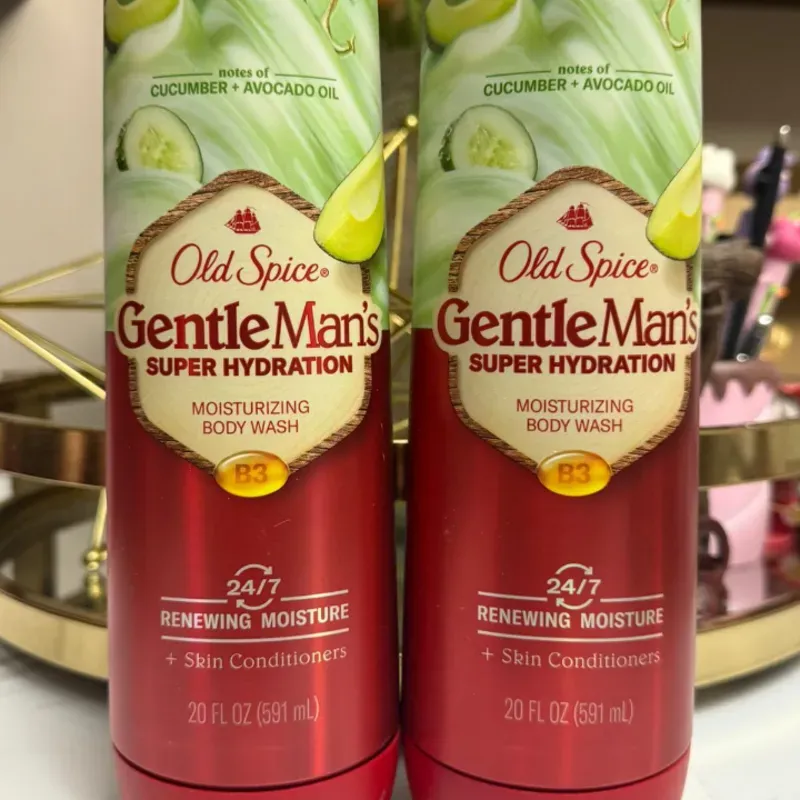 notes of
CUCUMBER + AVOCADO OIL
Old Spice®
GentleMan's
SUPER HYDRATION
MOISTURIZING
BODY WASH
B3
24/7
RENEWING MOISTURE
+ Skin Conditioners
20 FL OZ (591 mL)
notes of
CUCUMBER + AVOCADO OIL
Old Spice®
GentleMan's
SUPER HYDRATION
MOISTURIZING
BODY WASH
B3
24/7
RENEWING MOISTURE
+ Skin Conditioners
20 FL OZ (591 mL)